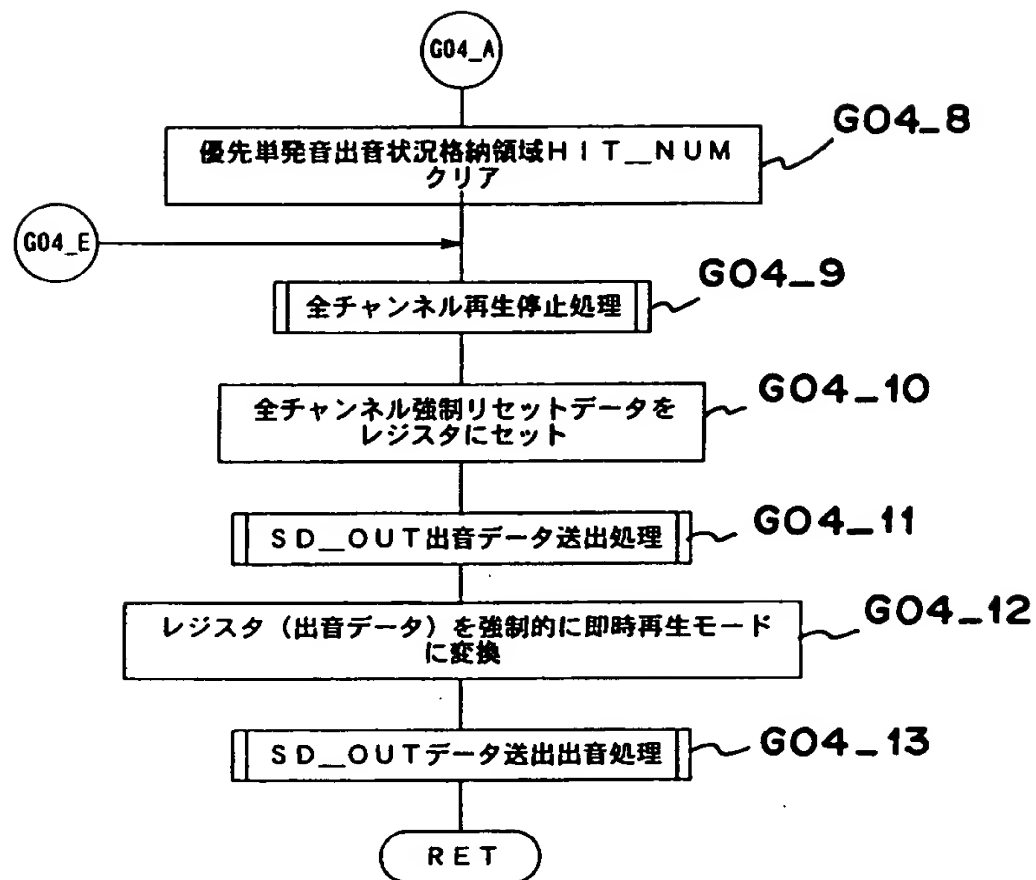 G04_A
優先単発音出音状況格納領域HIT__NUM
クリア
G04_8
G04_E
全チャンネル再生停止処理
G04_9
全チャンネル強制リセットデータを
レジスタにセット
G04_10
SD__OUT出音データ送出処理
G04_11
レジスタ(出音データ)を強制的に即時再生モード
に変換
G04_12
SD__OUTデータ送出出音処理
G04_13
RET